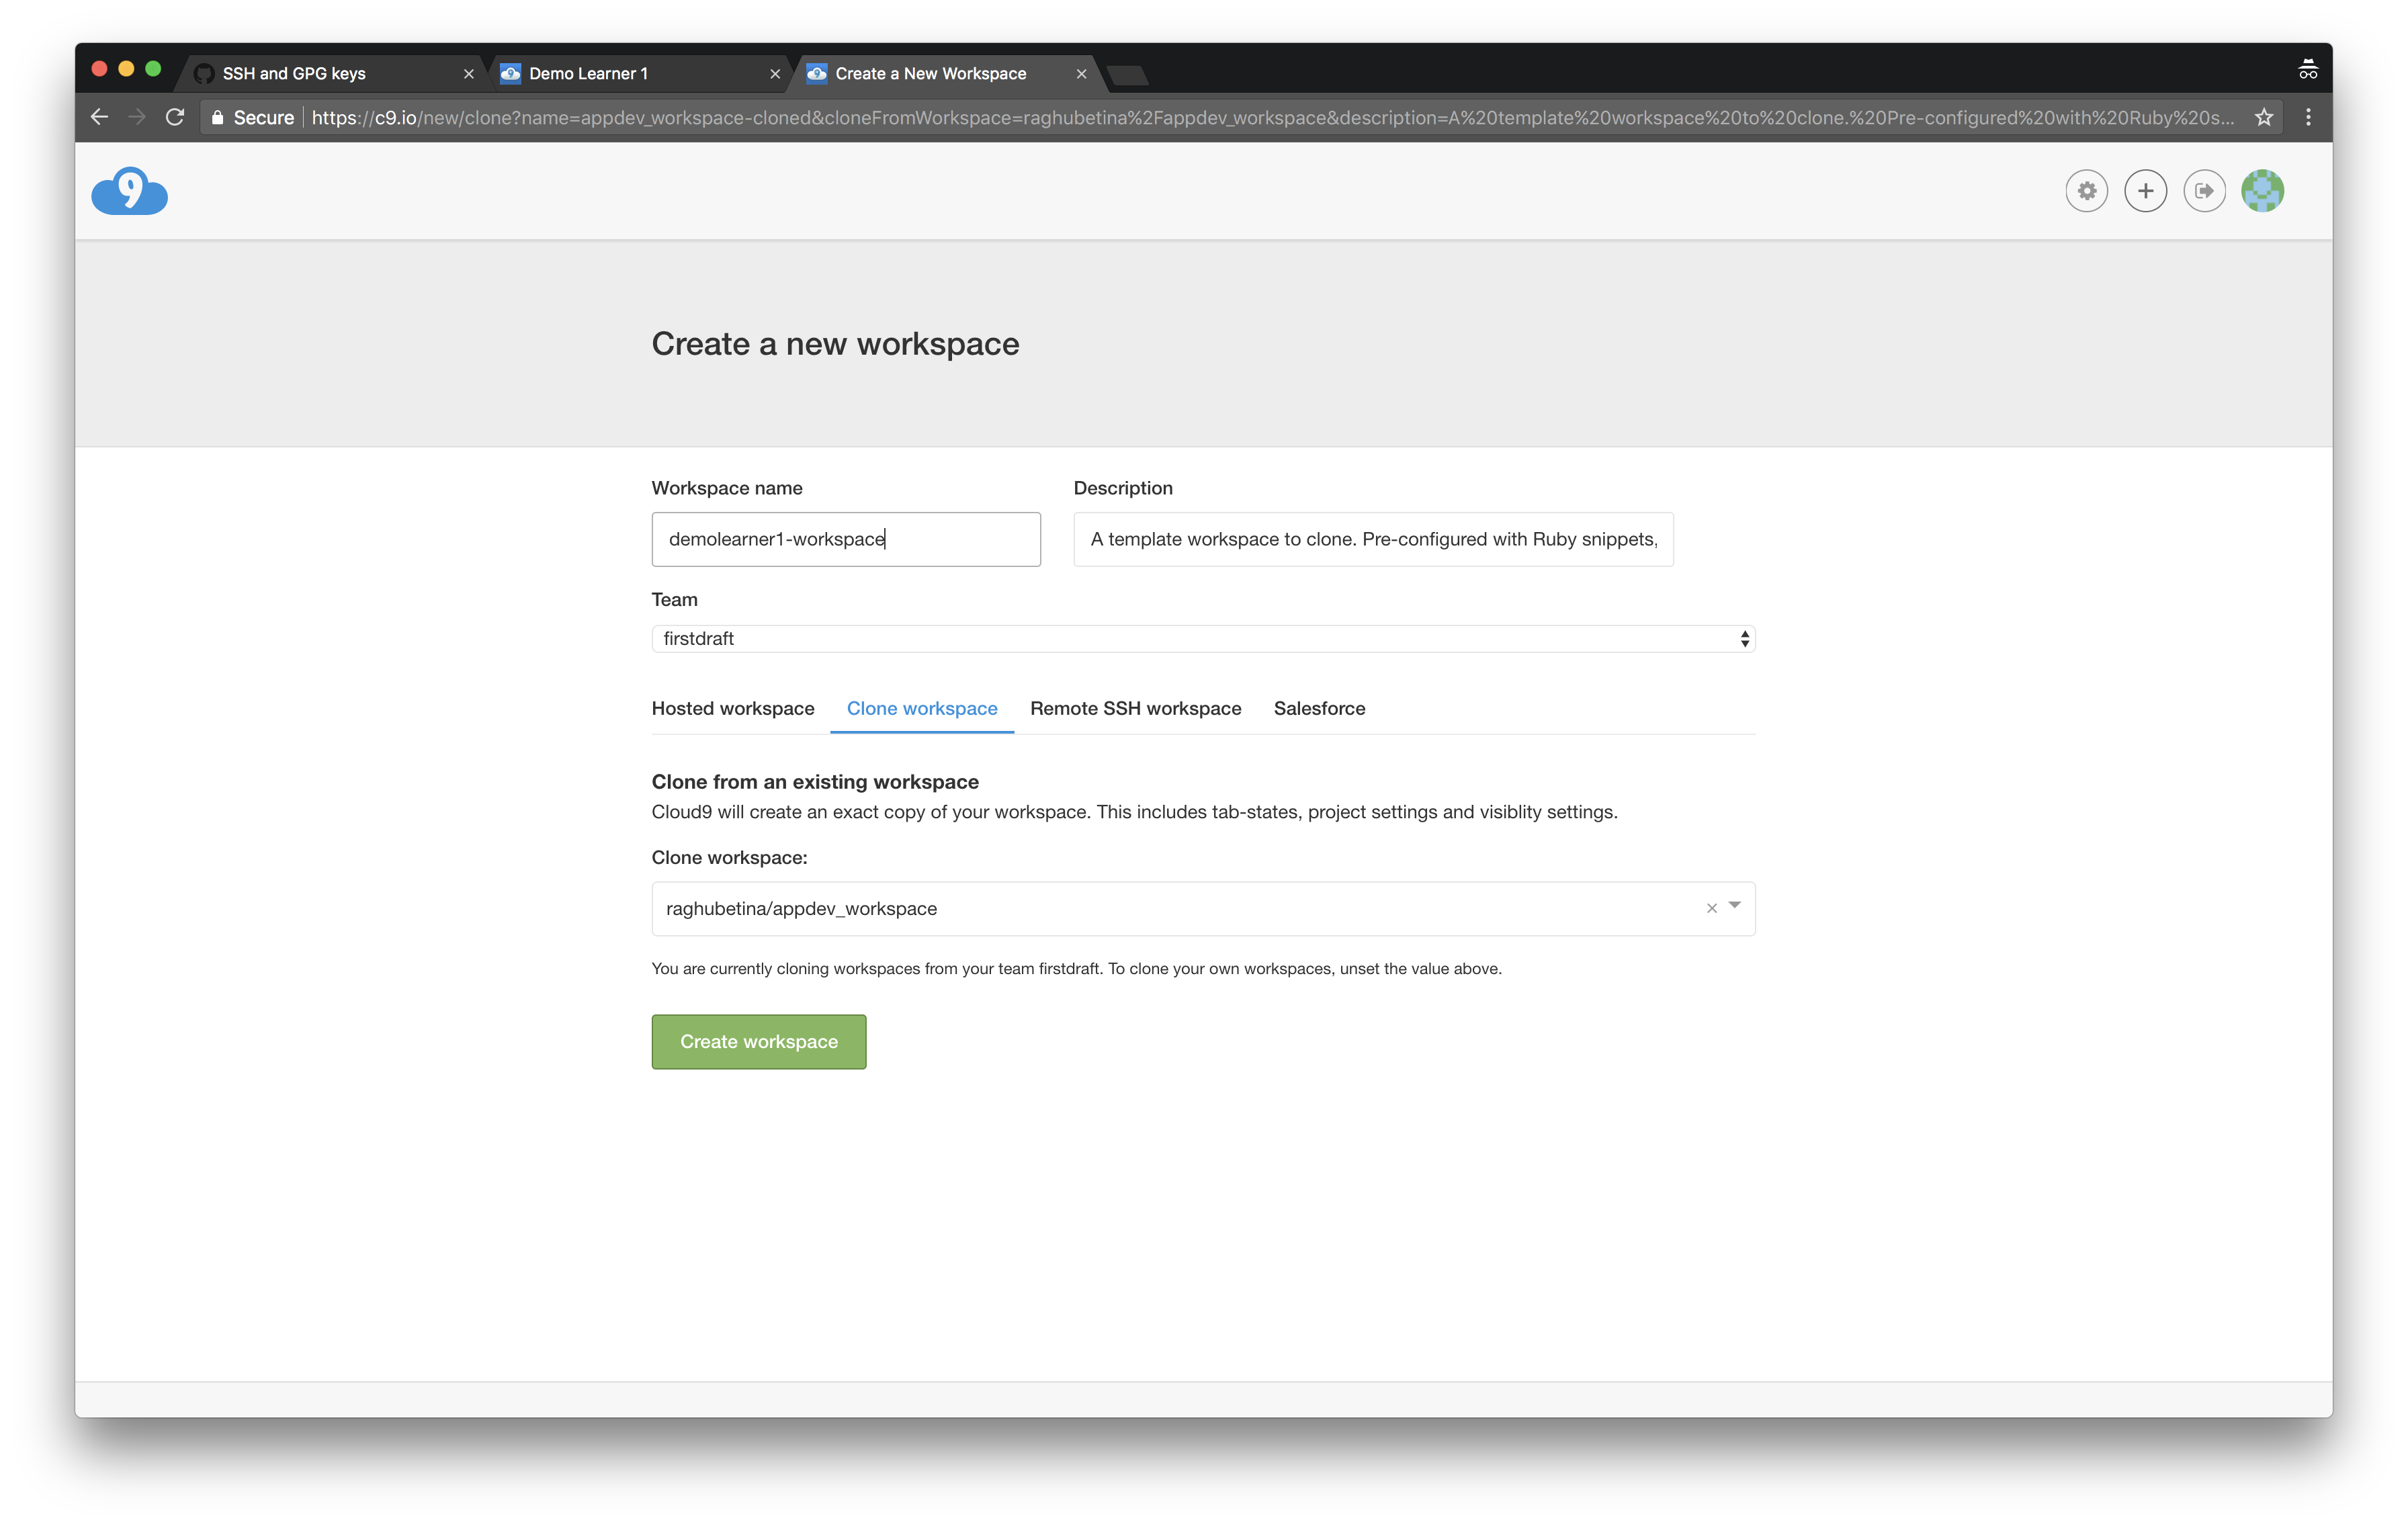 SSH and GPG keys
Demo Learner 1
Create a New Workspace
Secure https://c9.io/new/clone?name=appdev_workspace-cloned&cloneFromWorkspace=raghubetina%2Fappdev_workspace&description=A%20template%20workspace%20to%20clone.%20Pre-configured%20with%20Ruby%20s...
9
Create a new workspace
Workspace name
Description
demolearner1-workspace
A template workspace to clone. Pre-configured with Ruby snippets,
Team
firstdraft
Hosted workspace
Clone workspace
Remote SSH workspace
Salesforce
Clone from an existing workspace
Cloud9 will create an exact copy of your workspace. This includes tab-states, project settings and visiblity settings.
Clone workspace:
raghubetina/appdev_workspace
You are currently cloning workspaces from your team firstdraft. To clone your own workspaces, unset the value above.
Create workspace